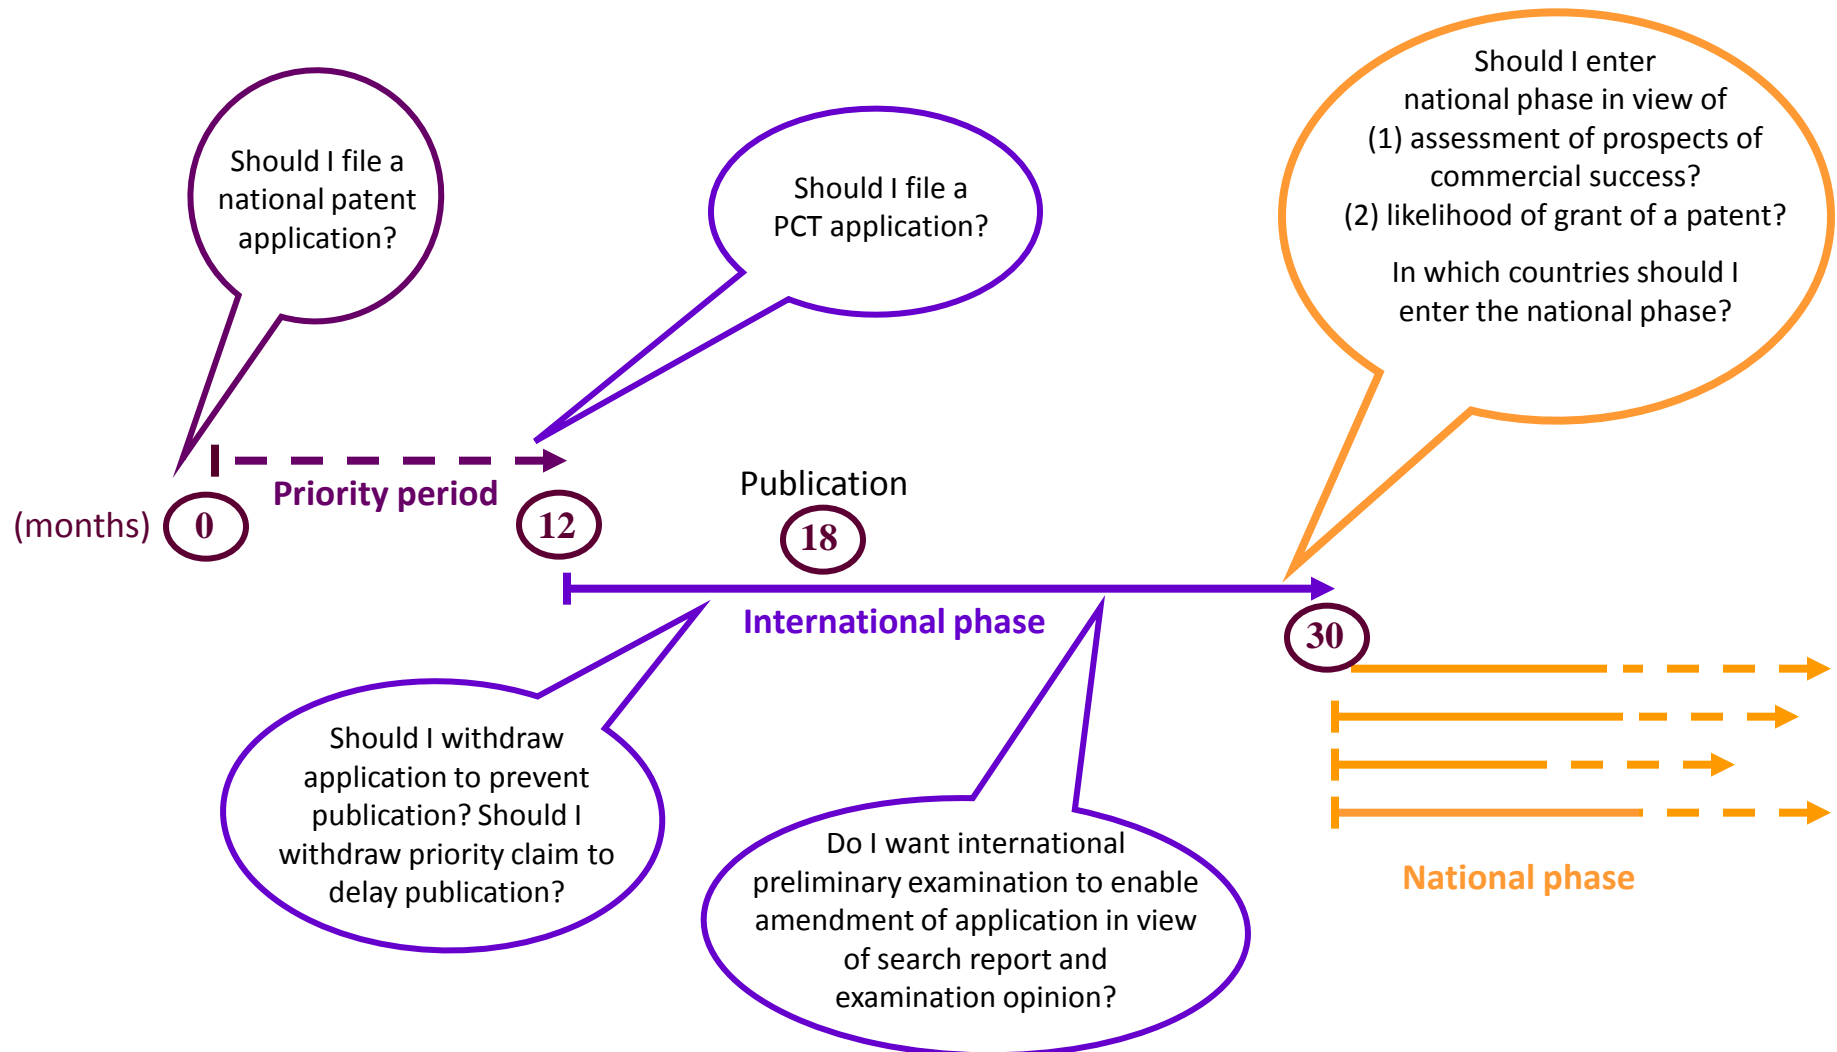 Should I file a
national patent
application?
Should I file a
PCT application?
Should I enter
national phase in view of
(1) assessment of prospects of
commercial success?
(2) likelihood of grant of a patent?
In which countries should I
enter the national phase?
Priority period
Publication
(months)
0
12
18
International phase
30
Should I withdraw
application to prevent
publication? Should I
withdraw priority claim to
delay publication?
Do I want international
preliminary examination to enable
amendment of application in view
of search report and
examination opinion?
National phase